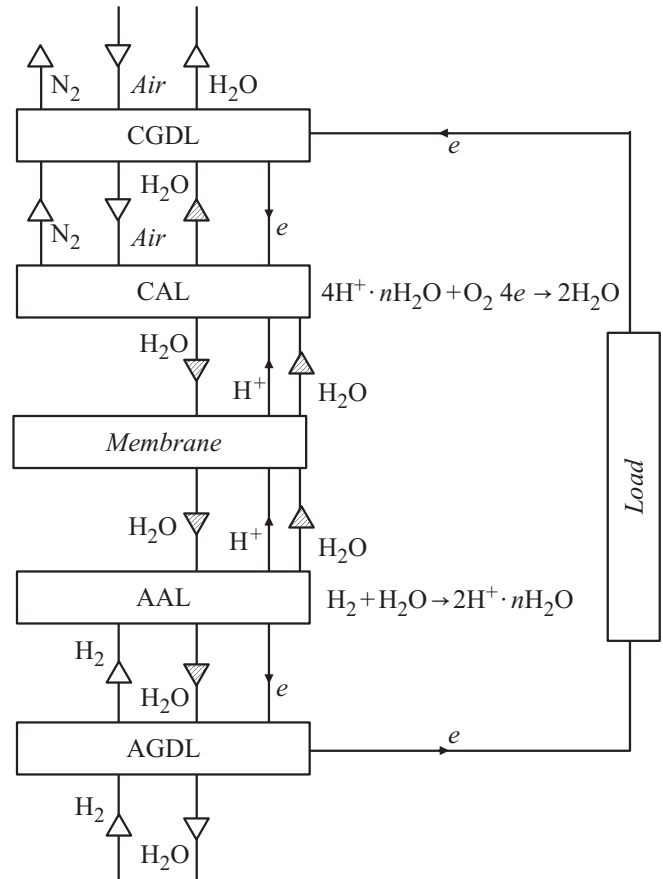 N₂ Air H₂O
CGDL
e
H₂O
N₂ Air e
CAL
4H⁺· nH₂O + O₂ 4e → 2H₂O
H₂O
H⁺ H₂O
Membrane
Load
H₂O H⁺ H₂O
AAL
H₂ + H₂O → 2H⁺· nH₂O
H₂
H₂O e
AGDL
e
H₂
H₂O